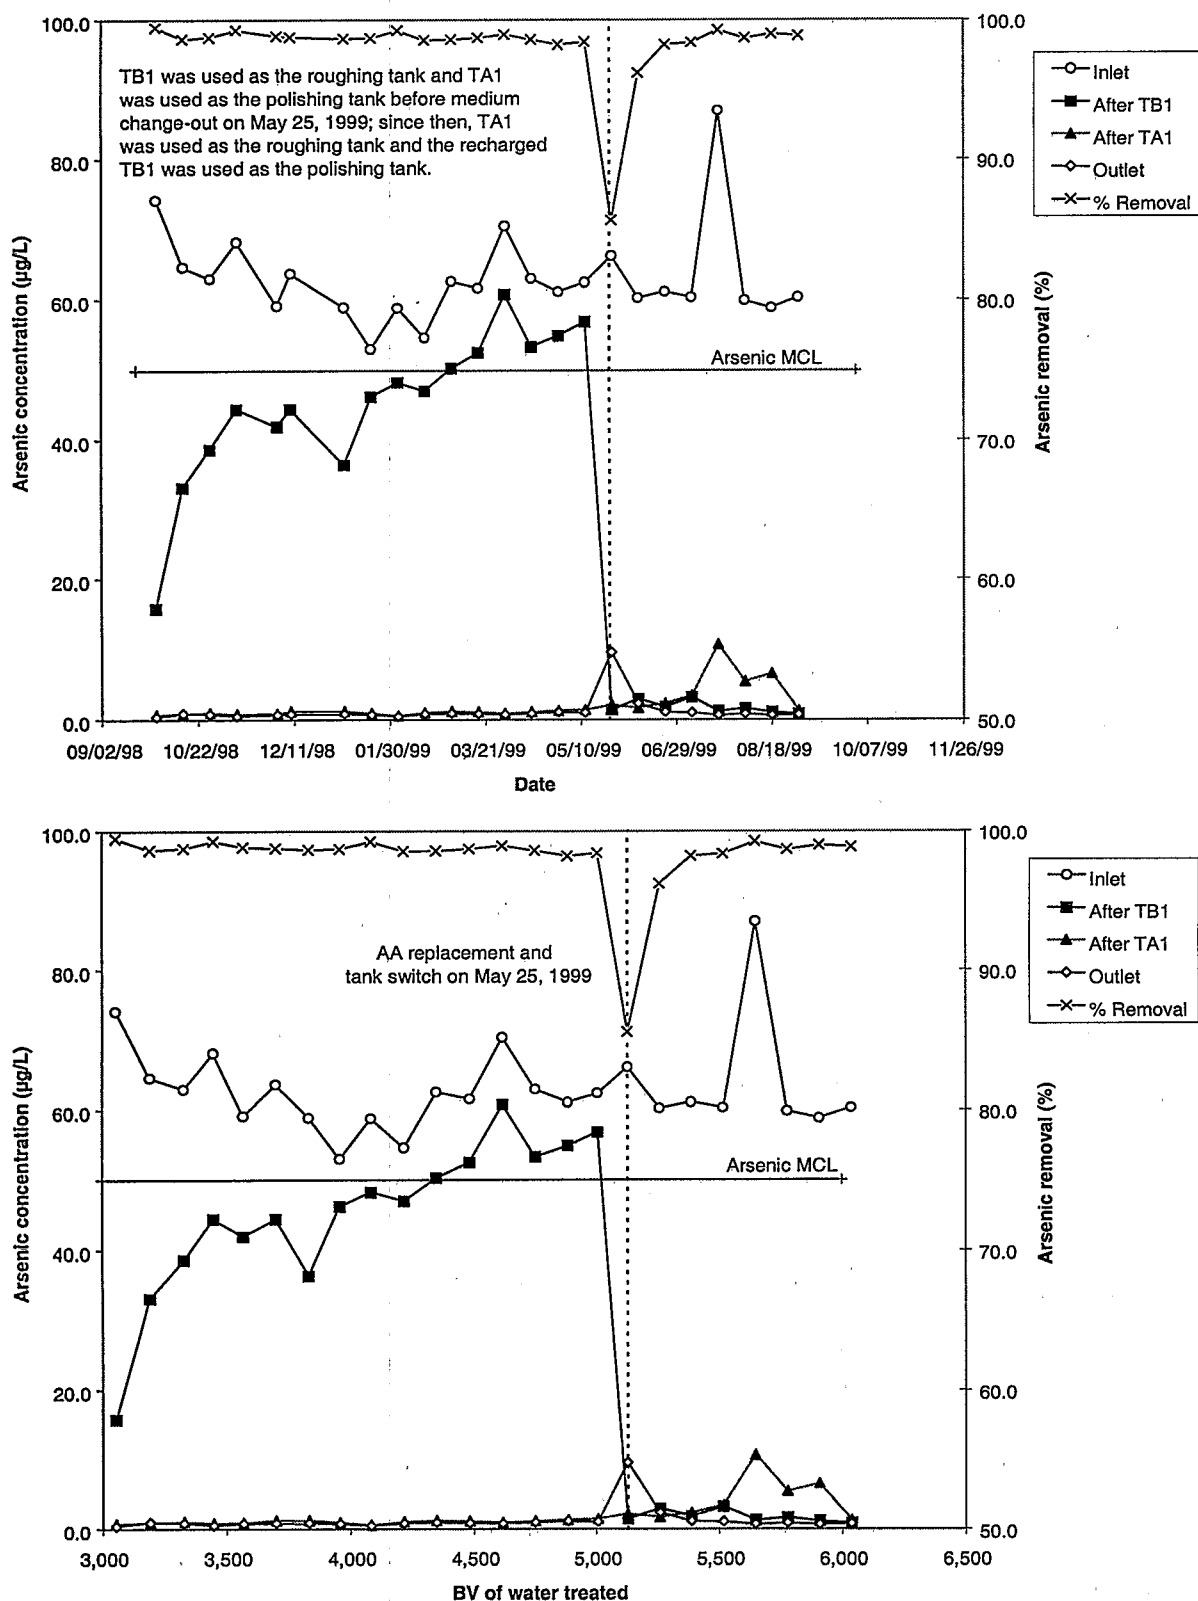 100.0
80.0
60.0
40.0
20.0
0.0
Arsenic concentration (µg/L)
TB1 was used as the roughing tank and TA1
was used as the polishing tank before medium
change-out on May 25, 1999; since then, TA1
was used as the roughing tank and the recharged
TB1 was used as the polishing tank.
Arsenic MCL
100.0
90.0
80.0
70.0
60.0
50.0
Arsenic removal (%)
Inlet
After TB1
After TA1
Outlet
% Removal
09/02/98 10/22/98 12/11/98 01/30/99 03/21/99 05/10/99 06/29/99 08/18/99 10/07/99 11/26/99
Date
100.0
80.0
60.0
40.0
20.0
0.0
Arsenic concentration (µg/L)
AA replacement and
tank switch on May 25, 1999
Arsenic MCL
100.0
90.0
80.0
70.0
60.0
50.0
Arsenic removal (%)
Inlet
After TB1
After TA1
Outlet
% Removal
3,000 3,500 4,000 4,500 5,000 5,500 6,000 6,500
BV of water treated